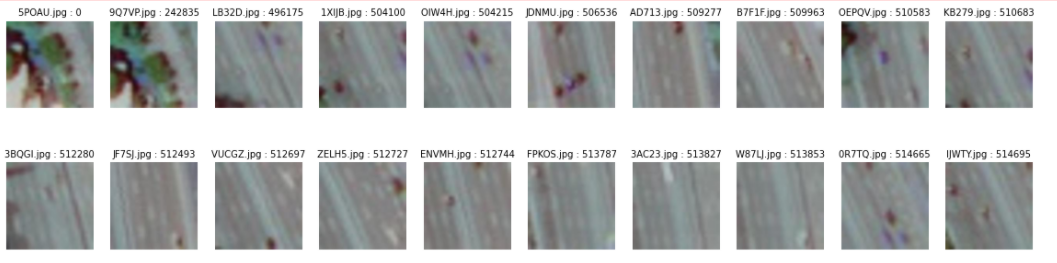 5POAU.jpg : 0 9Q7VP.jpg : 242835 LB32D.jpg : 496175 1XIJB.jpg : 504100 OIW4H.jpg : 504215 JDNMU.jpg : 506536 AD713.jpg : 509277 B7F1F.jpg : 509963 OEPQV.jpg : 510583 KB279.jpg : 510683
3BQGI.jpg : 512280 JF7SJ.jpg : 512493 VUCGZ.jpg : 512697 ZELH5.jpg : 512727 ENVMH.jpg : 512744 FPKOS.jpg : 513787 3AC23.jpg : 513827 W87LJ.jpg : 513853 0R7TQ.jpg : 514665 IJWTY.jpg : 514695